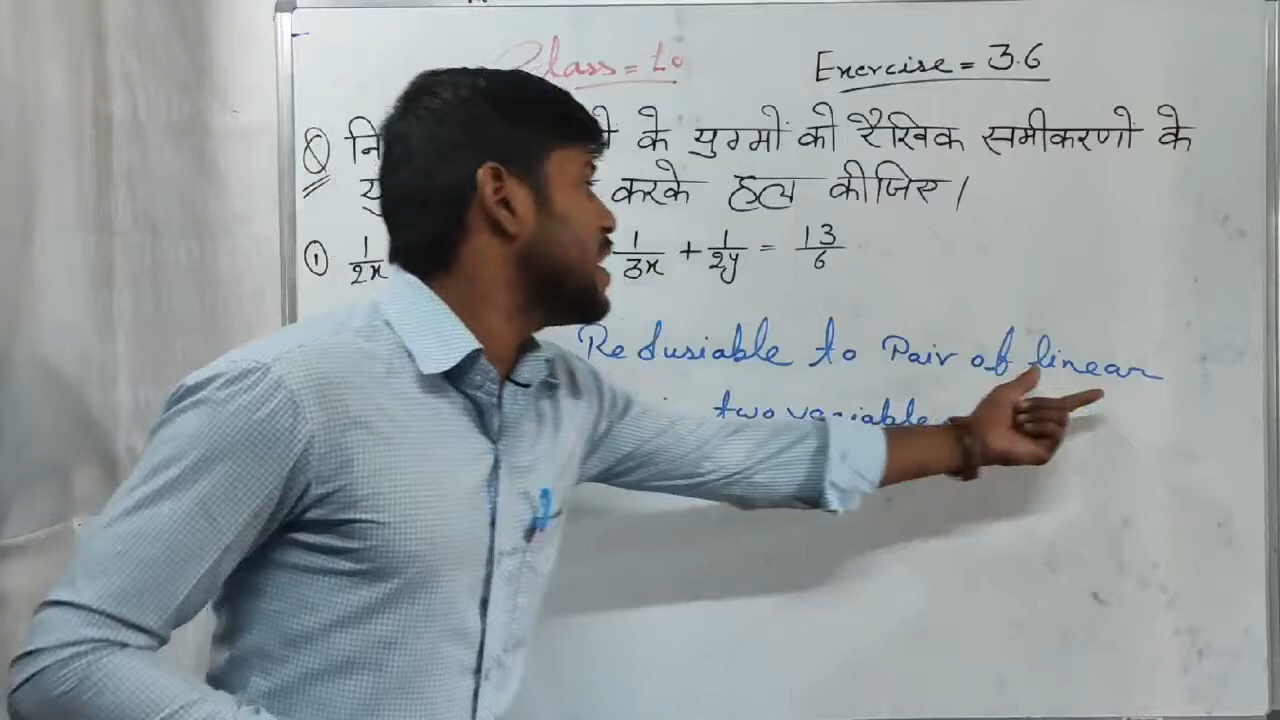 Class = 10
Exercise = 3.6
Q के युग्मों को रैखिक समीकरणों के
करके हल कीजिए।
① 1/2x 1/3x + 1/2y = 13/6
Redusiable to Pair of linear
two variable